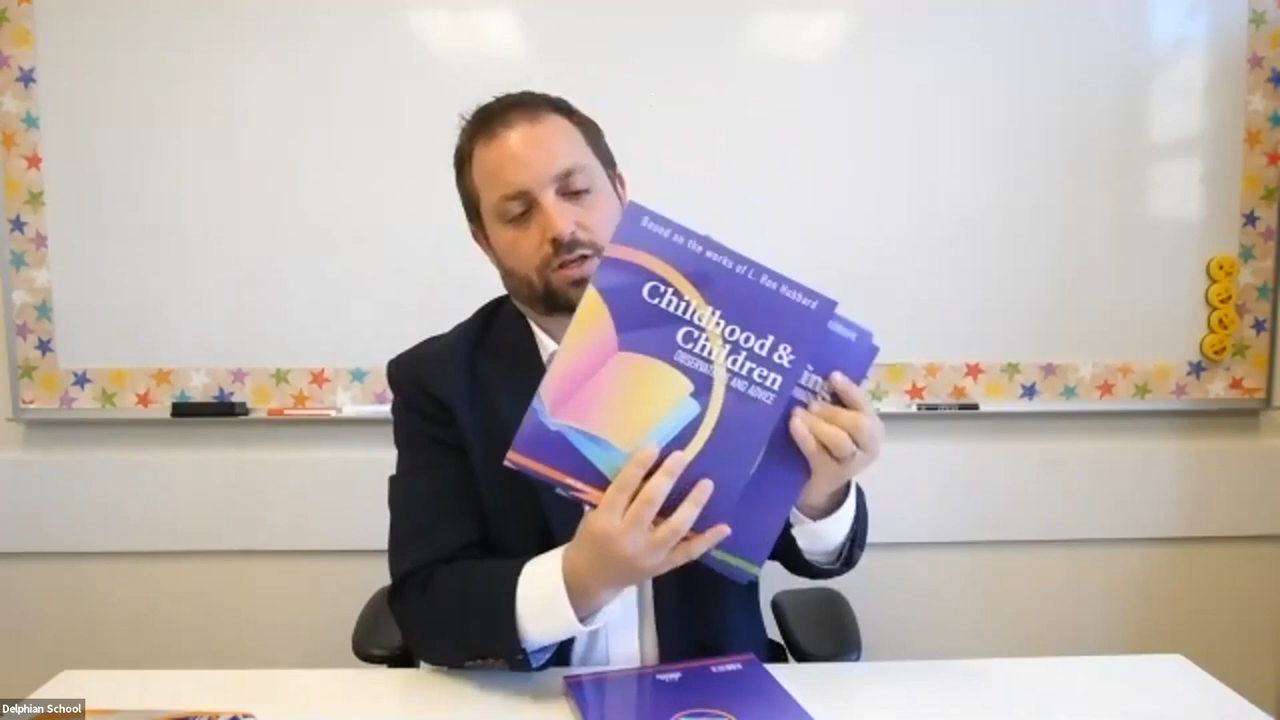 Based on the works of L. Ron Hubbard
Childhood &
Children
OBSERVATIONS AND ADVICE
Delphian School